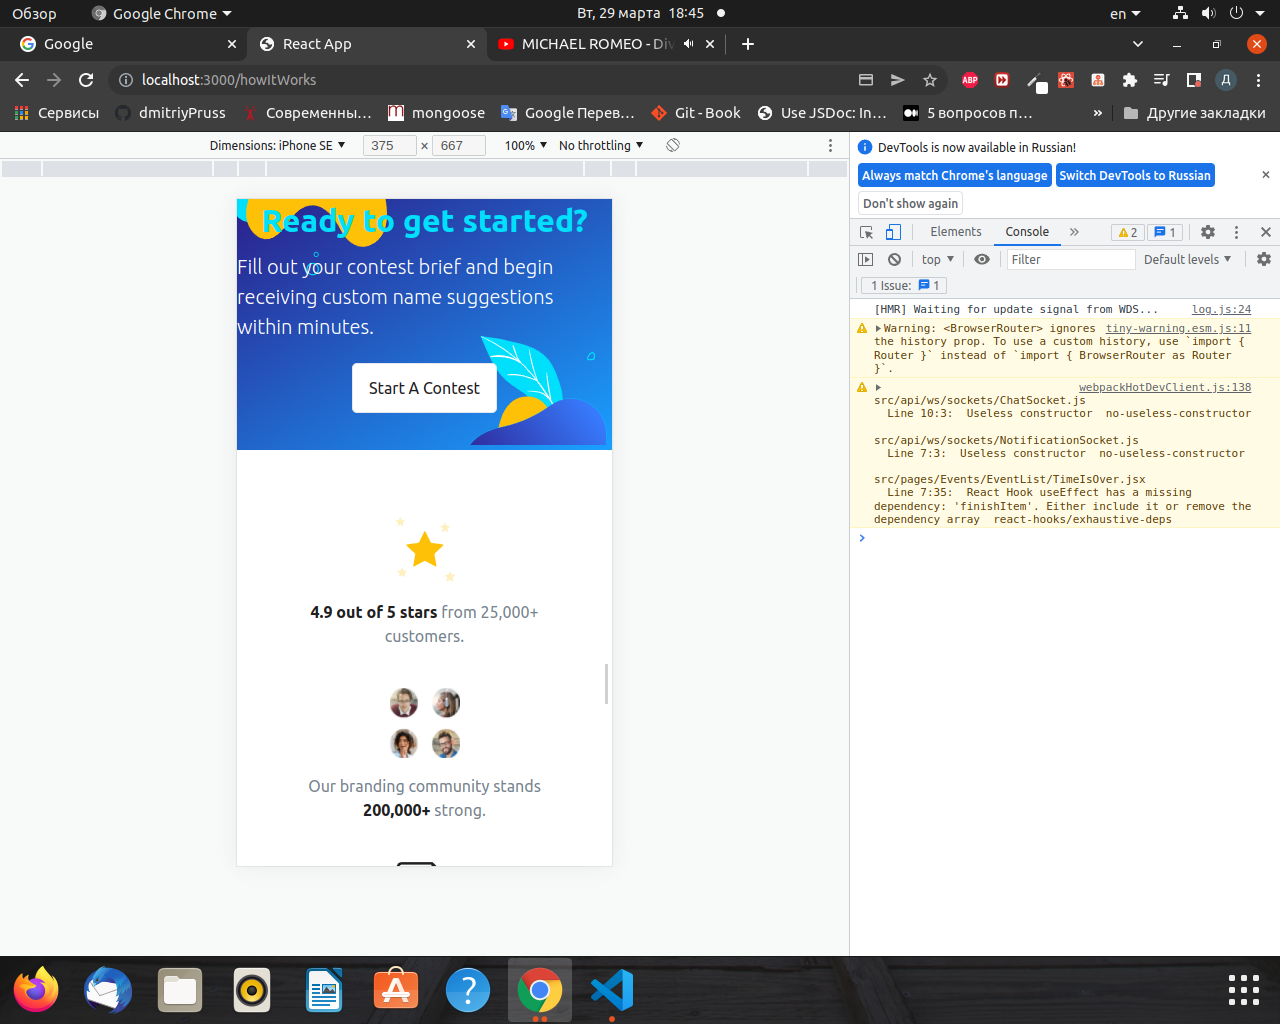 Обзор
Google Chrome
Вт, 29 марта 18:45
en
Google
React App
MICHAEL ROMEO - Div
localhost:3000/howItWorks
ABP
Д
Сервисы
dmitriyPruss
Современны...
mongoose
Google Перев...
Git - Book
Use JSDoc: In...
5 вопросов п...
»
Другие закладки
Dimensions: iPhone SE
375 × 667
100%
No throttling
DevTools is now available in Russian!
Always match Chrome's language
Switch DevTools to Russian
Don't show again
Elements
Console
»
2
1
top
Filter
Default levels
1 Issue: 1
[HMR] Waiting for update signal from WDS... log.js:24
Warning: <BrowserRouter> ignores tiny-warning.esm.js:11
the history prop. To use a custom history, use `import {
Router }` instead of `import { BrowserRouter as Router
}`.
webpackHotDevClient.js:138
src/api/ws/sockets/ChatSocket.js
Line 10:3: Useless constructor no-useless-constructor
src/api/ws/sockets/NotificationSocket.js
Line 7:3: Useless constructor no-useless-constructor
src/pages/Events/EventList/TimeIsOver.jsx
Line 7:35: React Hook useEffect has a missing
dependency: 'finishItem'. Either include it or remove the
dependency array react-hooks/exhaustive-deps
Ready to get started?
Fill out your contest brief and begin
receiving custom name suggestions
within minutes.
Start A Contest
4.9 out of 5 stars from 25,000+
customers.
Our branding community stands
200,000+ strong.